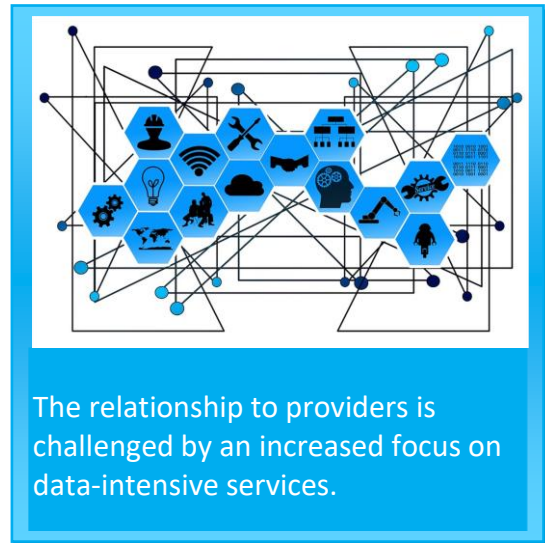 The relationship to providers is
challenged by an increased focus on
data-intensive services.